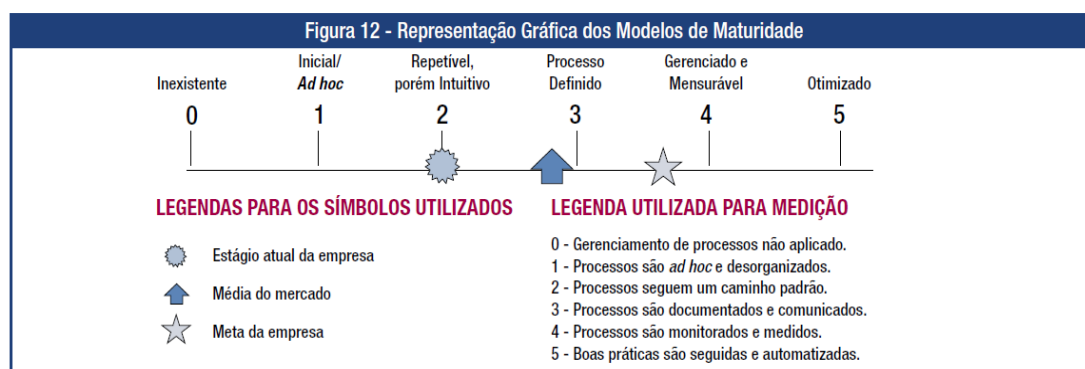 Figura 12 - Representação Gráfica dos Modelos de Maturidade
Inexistente
Inicial/
Ad hoc
Repetível,
porém Intuitivo
Processo
Definido
Gerenciado e
Mensurável
Otimizado
0 1 2 3 4 5
LEGENDAS PARA OS SÍMBOLOS UTILIZADOS
Estágio atual da empresa
Média do mercado
Meta da empresa
LEGENDA UTILIZADA PARA MEDIÇÃO
0 - Gerenciamento de processos não aplicado.
1 - Processos são ad hoc e desorganizados.
2 - Processos seguem um caminho padrão.
3 - Processos são documentados e comunicados.
4 - Processos são monitorados e medidos.
5 - Boas práticas são seguidas e automatizadas.